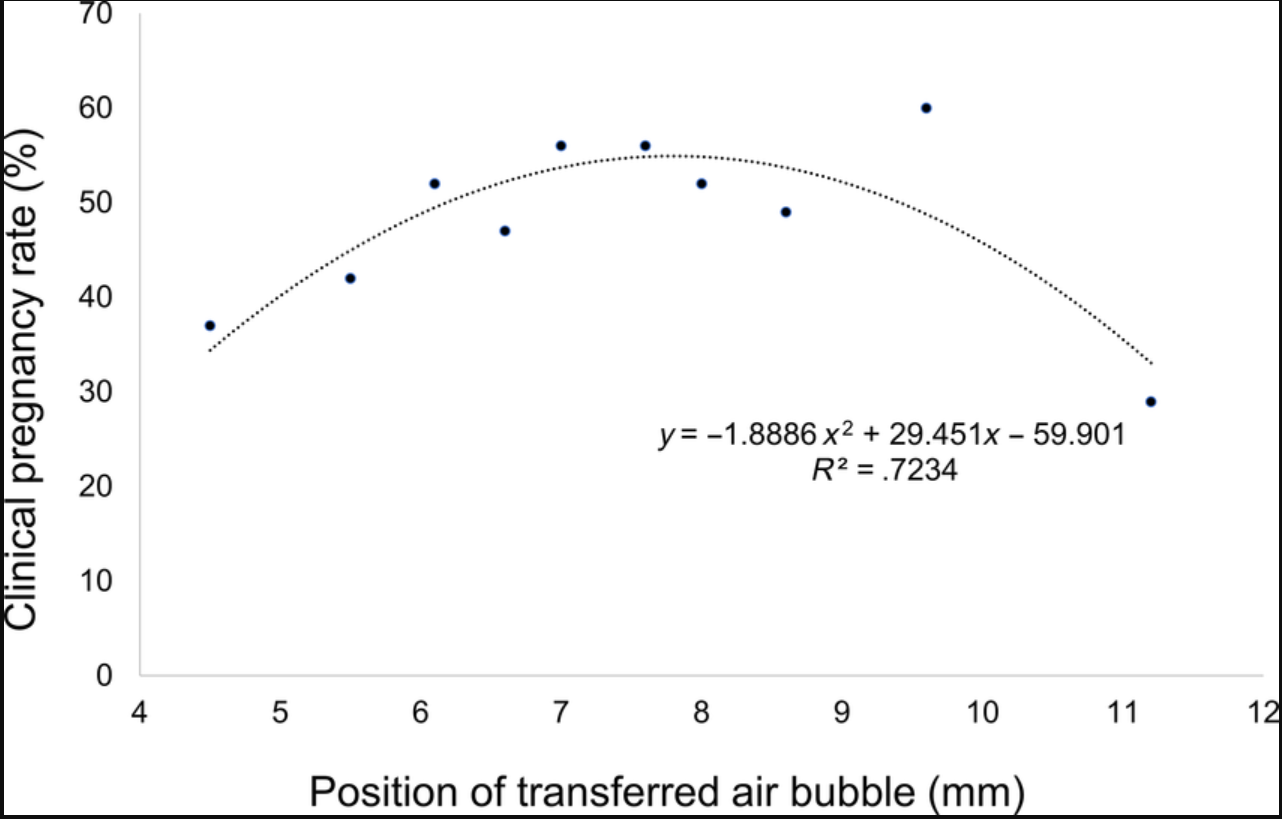 Clinical pregnancy rate (%)
70
60
50
40
30
20
10
0
y = –1.8886 x² + 29.451x – 59.901
R² = .7234
4 5 6 7 8 9 10 11 12
Position of transferred air bubble (mm)